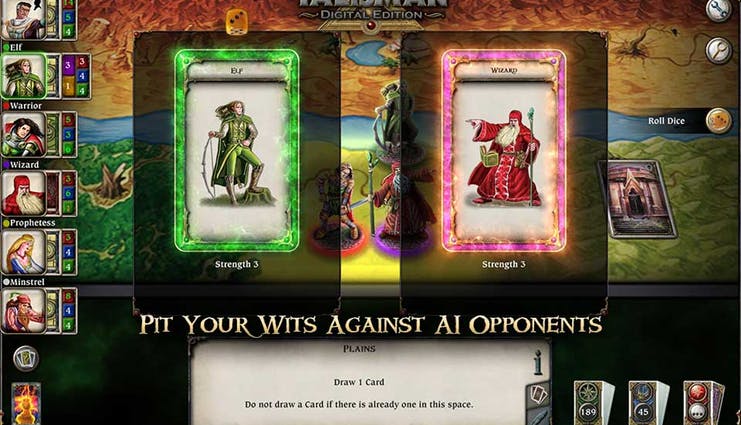 TALISMAN
DIGITAL EDITION
Elf
Warrior
Wizard
Prophetess
Minstrel
ELF
Strength 3
WIZARD
Strength 3
Roll Dice
PIT YOUR WITS AGAINST AI OPPONENTS
PLAINS
Draw 1 Card
Do not draw a Card if there is already one in this space.
189
45